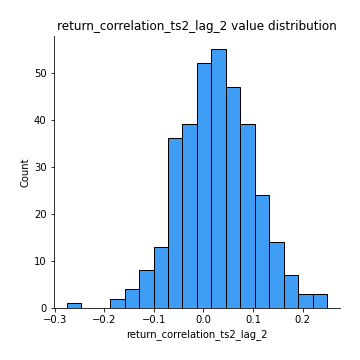 return_correlation_ts2_lag_2 value distribution
Count
50
40
30
20
10
0
−0.3 −0.2 −0.1 0.0 0.1 0.2
return_correlation_ts2_lag_2